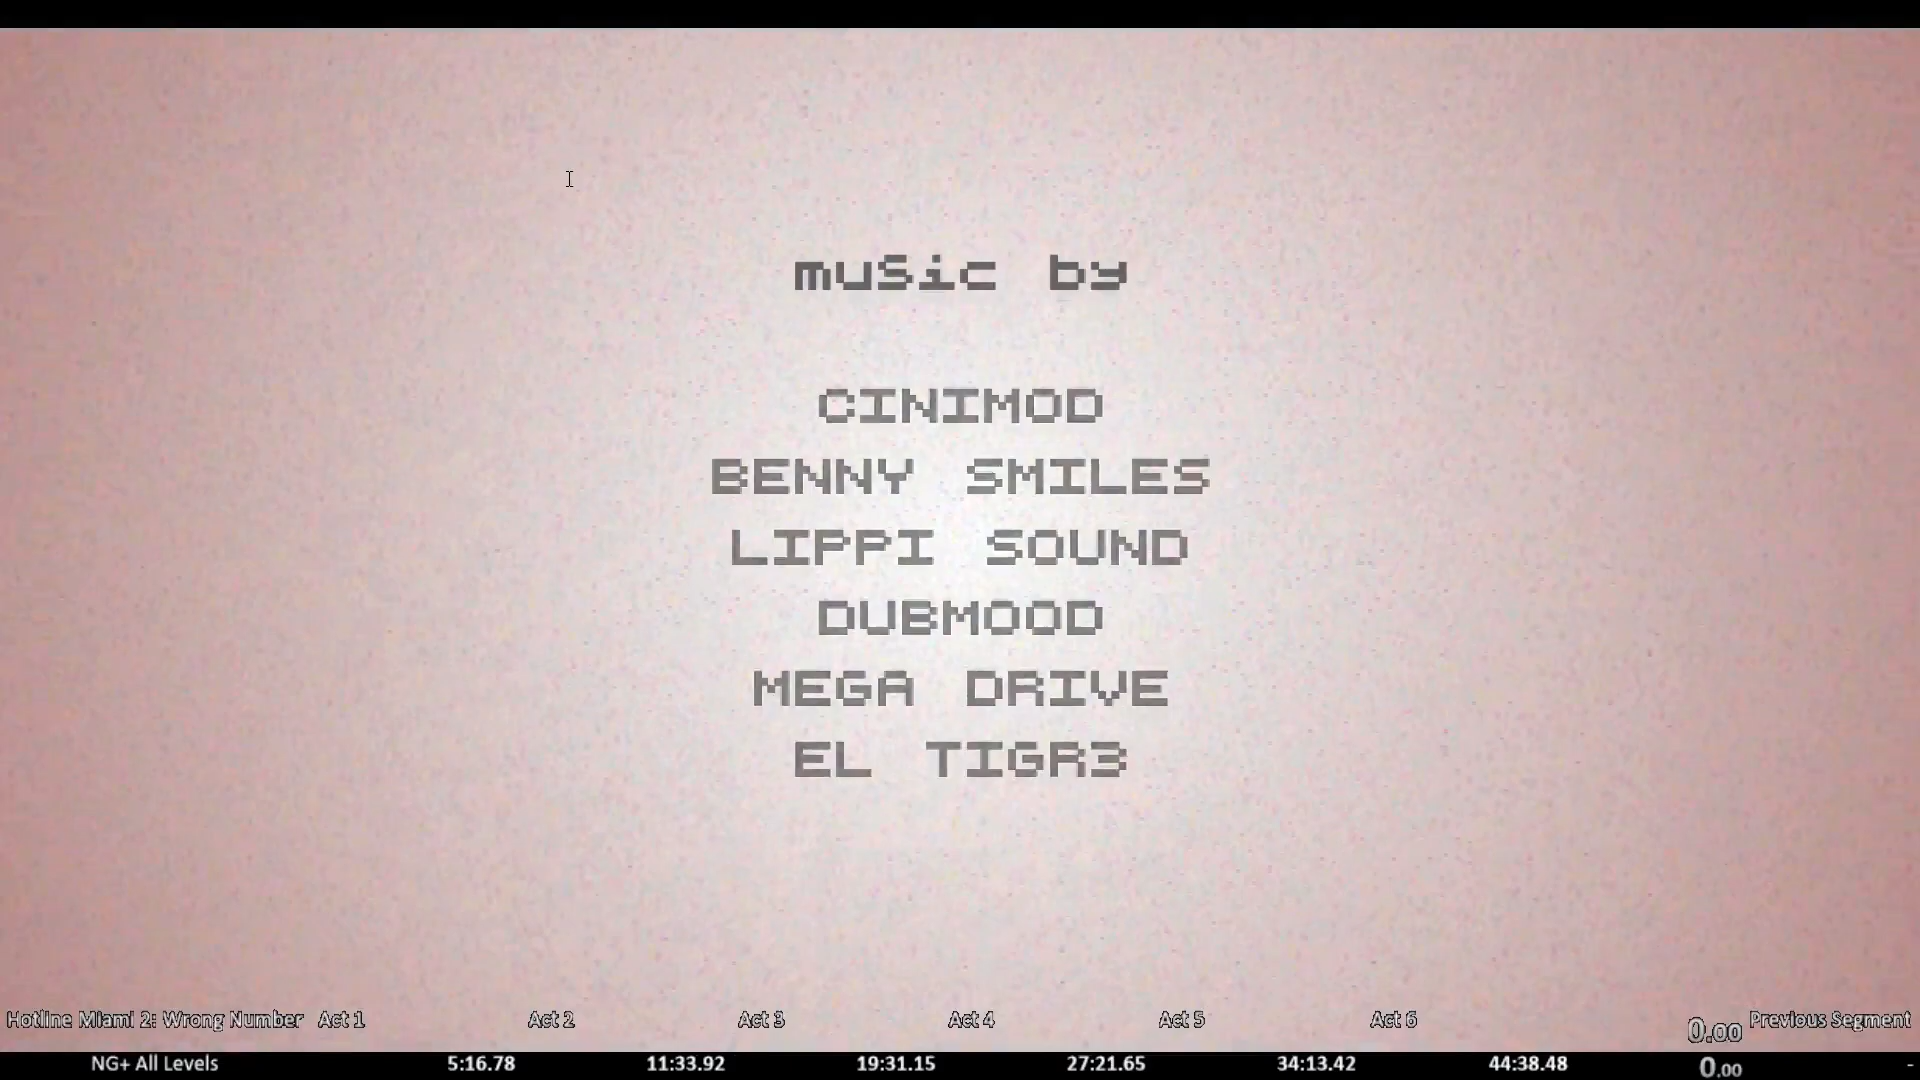 music by
CINIMOD
BENNY SMILES
LIPPI SOUND
DUBMOOD
MEGA DRIVE
EL TIGR3
Hotline Miami 2: Wrong Number Act 1 Act 2 Act 3 Act 4 Act 5 Act 6 0.00 Previous Segment
NG+ All Levels 5:16.78 11:33.92 19:31.15 27:21.65 34:13.42 44:38.48 0.00 -